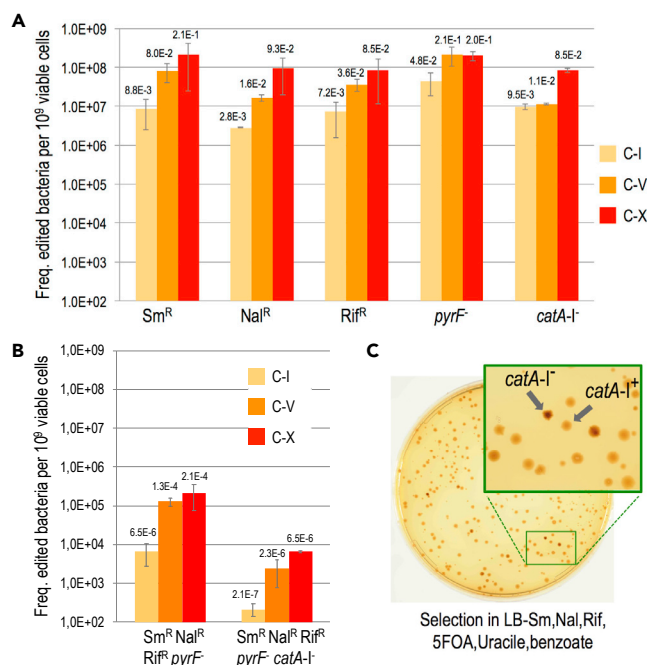 A
Freq. edited bacteria per 10⁹ viable cells
1.0E+09
1.0E+08
1.0E+07
1.0E+06
1.0E+05
1.0E+04
1.0E+03
1.0E+02
8.8E-3 8.0E-2 2.1E-1
2.8E-3 1.6E-2 9.3E-2
7.2E-3 3.6E-2 8.5E-2
4.8E-2 2.1E-1 2.0E-1
9.5E-3 1.1E-2 8.5E-2
Smᴿ Nalᴿ Rifᴿ pyrF⁻ catA-I⁻
C-I
C-V
C-X
B
Freq. edited bacteria per 10⁹ viable cells
1,0E+09
1,0E+08
1,0E+07
1,0E+06
1,0E+05
1,0E+04
1,0E+03
1,0E+02
C-I
C-V
C-X
6.5E-6 1.3E-4 2.1E-4
2.1E-7 2.3E-6 6.5E-6
Smᴿ Nalᴿ
Rifᴿ pyrF⁻
Smᴿ Nalᴿ Rifᴿ
pyrF⁻ catA-I⁻
C
catA-I⁻
catA-I⁺
Selection in LB-Sm,Nal,Rif,
5FOA,Uracile,benzoate